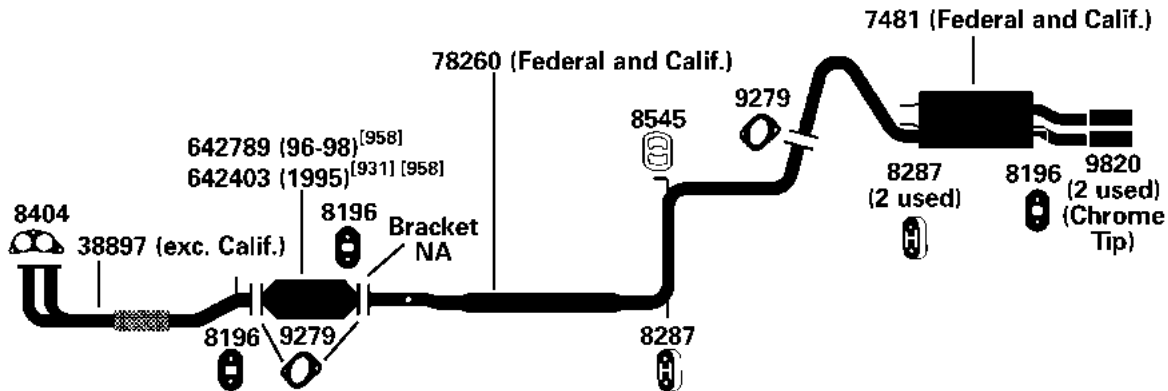 7481 (Federal and Calif.)
78260 (Federal and Calif.)
9279
8545
642789 (96-98)[958]
642403 (1995)[931] [958]
8287
(2 used)
8196
9820
(2 used)
(Chrome
Tip)
8404
38897 (exc. Calif.)
8196
Bracket
NA
8196
9279
8287